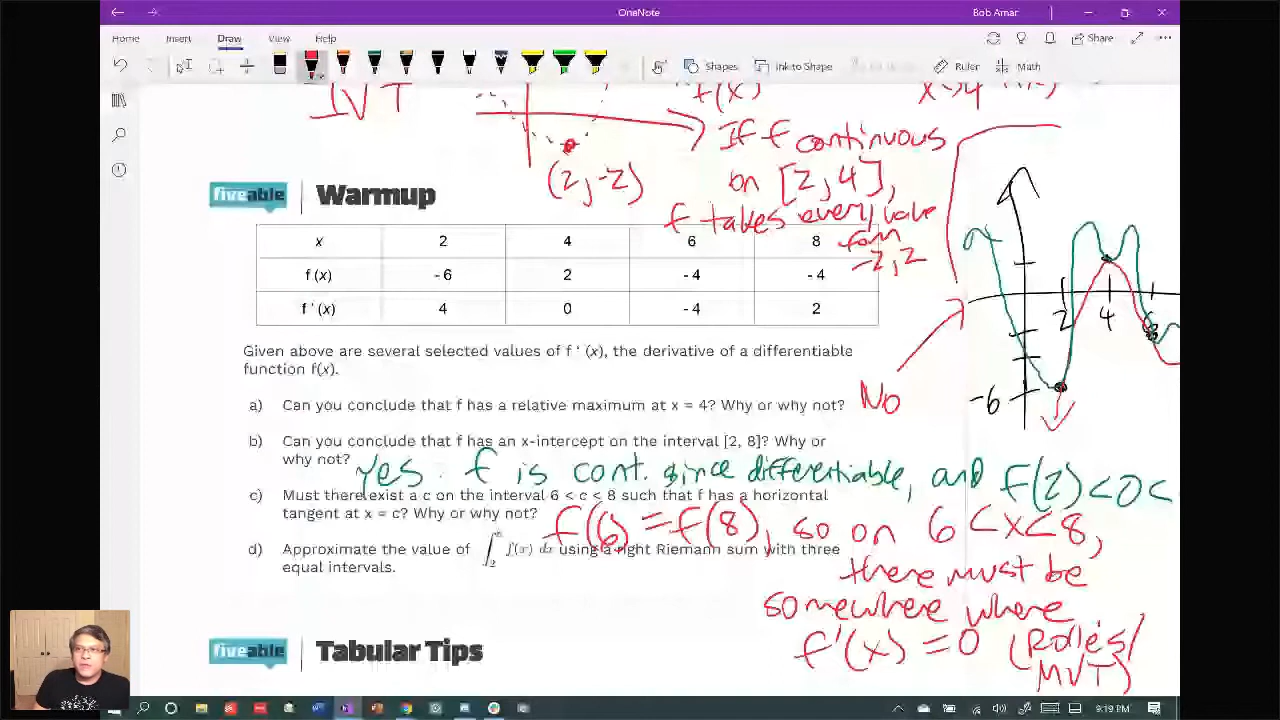 OneNote
Bob Amar
Home Insert Draw View Help
Share
Shapes Ink to Shape Ruler Math
IVT
f(x)
If f continuous
on [2,4],
f takes every value
from
-2,2
(2,-2)
fiveable Warmup
x 2 4 6 8
f (x) - 6 2 - 4 - 4
f ' (x) 4 0 - 4 2
2 4
-6
Given above are several selected values of f ' (x), the derivative of a differentiable
function f(x).
a) Can you conclude that f has a relative maximum at x = 4? Why or why not?
No
b) Can you conclude that f has an x-intercept on the interval [2, 8]? Why or
why not?
Yes. f is cont. since differentiable, and f(2)<0<
c) Must there exist a c on the interval 6 < c < 8 such that f has a horizontal
tangent at x = c? Why or why not?
f(6)=f(8), so on 6<x<8,
there must be
somewhere where
f'(x)=0 (Rolle's/
MVT)
d) Approximate the value of using a right Riemann sum with three
equal intervals.
fiveable Tabular Tips
9:19 PM